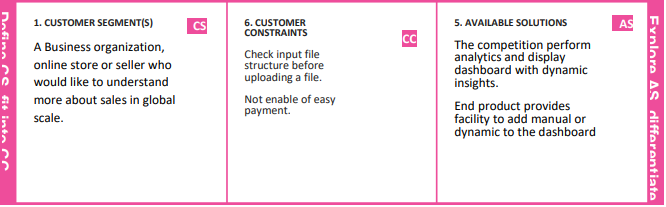 Define CS, fit into CC
1. CUSTOMER SEGMENT(S)
CS
A Business organization,
online store or seller who
would like to understand
more about sales in global
scale.
6. CUSTOMER
CONSTRAINTS
CC
Check input file
structure before
uploading a file.
Not enable of easy
payment.
5. AVAILABLE SOLUTIONS
AS
The competition perform
analytics and display
dashboard with dynamic
insights.
End product provides
facility to add manual or
dynamic to the dashboard
Explore AS, differentiate